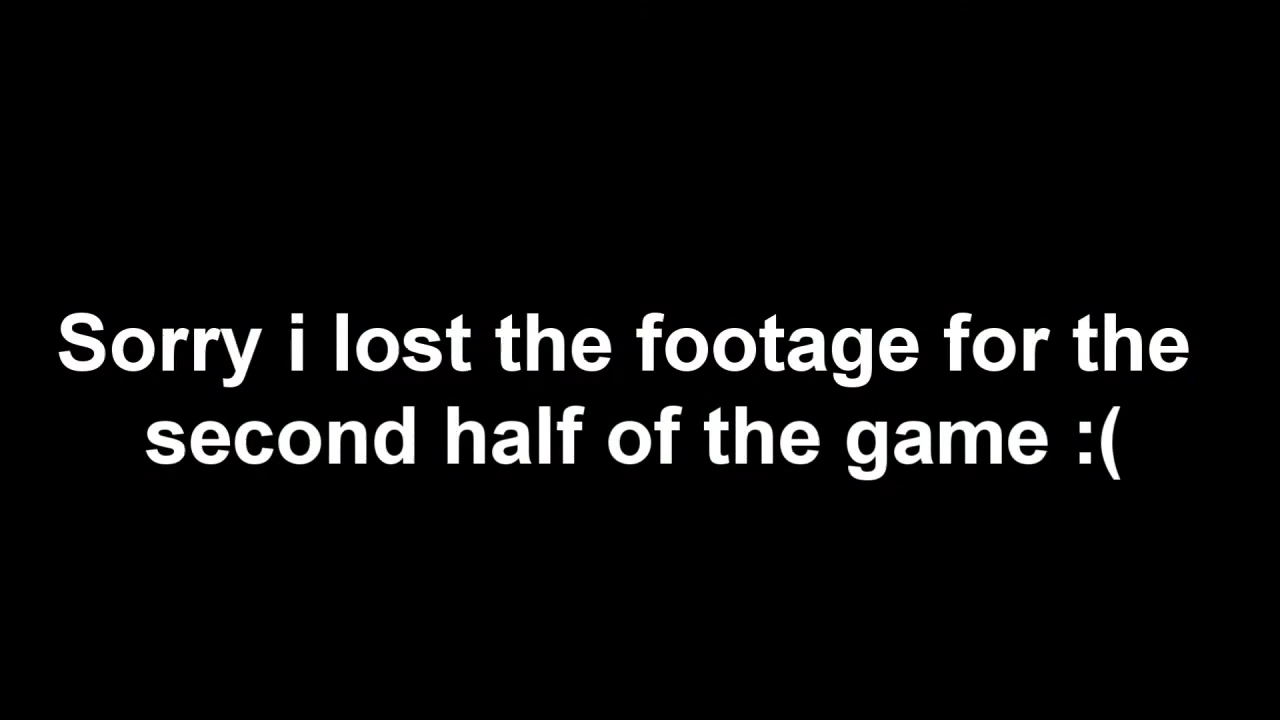 Sorry i lost the footage for the
second half of the game :(